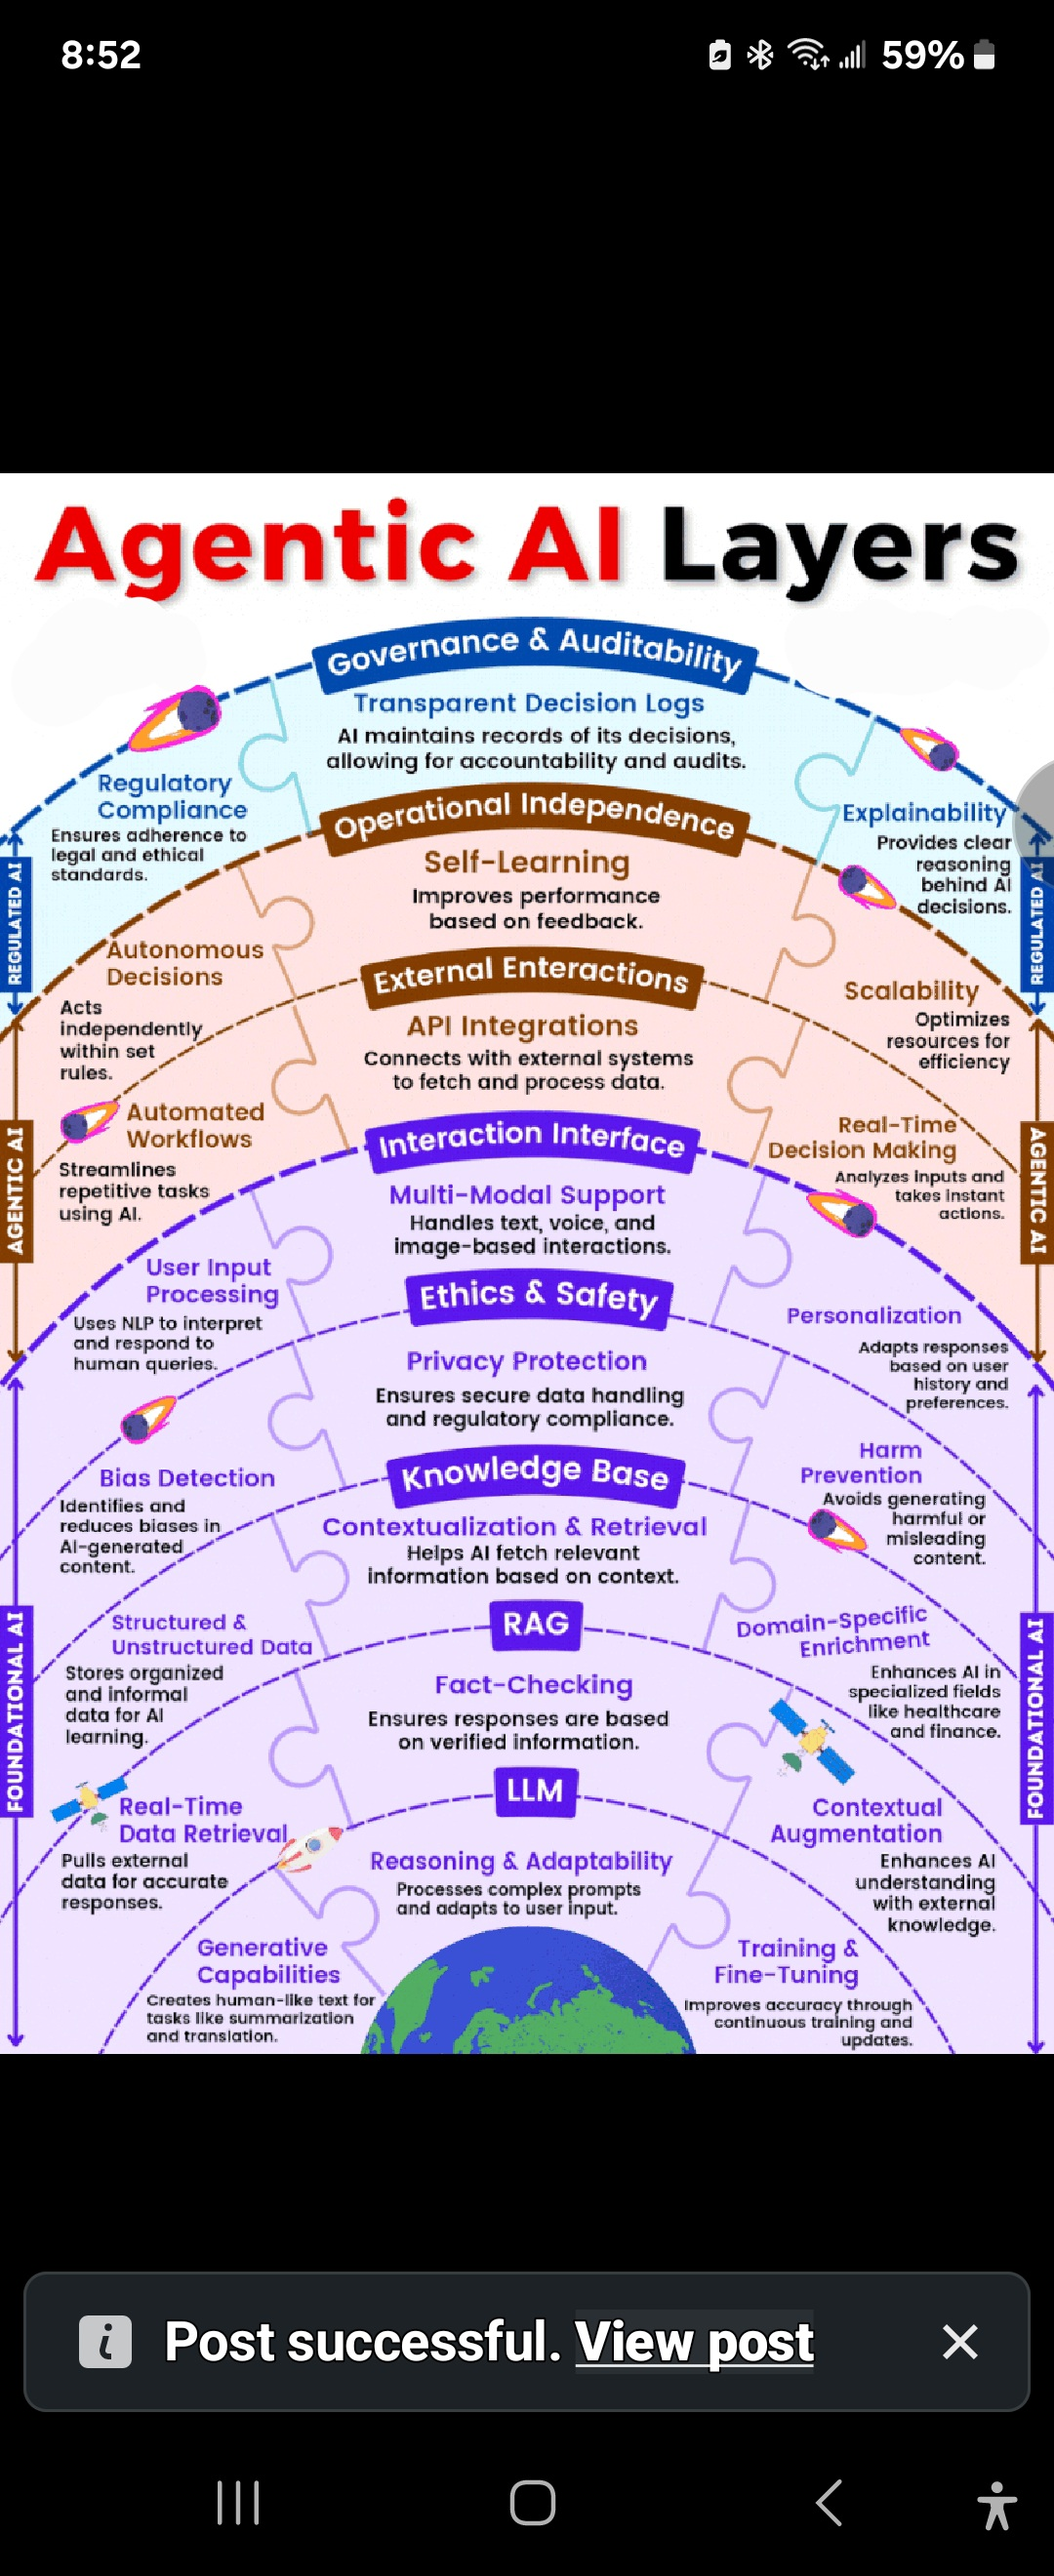 8:52
59%
Agentic AI Layers
Governance & Auditability
Transparent Decision Logs
AI maintains records of its decisions,
allowing for accountability and audits.
Regulatory
Compliance
Ensures adherence to
legal and ethical
standards.
Explainability
Provides clear
reasoning
behind AI
decisions.
REGULATED AI
REGULATED AI
Operational Independence
Self-Learning
Improves performance
based on feedback.
Autonomous
Decisions
Acts
independently
within set
rules.
Scalability
Optimizes
resources for
efficiency
External Enteractions
API Integrations
Connects with external systems
to fetch and process data.
Automated
Workflows
Streamlines
repetitive tasks
using AI.
Real-Time
Decision Making
Analyzes inputs and
takes instant
actions.
AGENTIC AI
AGENTIC AI
Interaction Interface
Multi-Modal Support
Handles text, voice, and
image-based interactions.
User Input
Processing
Uses NLP to interpret
and respond to
human queries.
Personalization
Adapts responses
based on user
history and
preferences.
Ethics & Safety
Privacy Protection
Ensures secure data handling
and regulatory compliance.
Bias Detection
Identifies and
reduces biases in
AI-generated
content.
Harm
Prevention
Avoids generating
harmful or
misleading
content.
Knowledge Base
Contextualization & Retrieval
Helps AI fetch relevant
information based on context.
Structured &
Unstructured Data
Stores organized
and informal
data for AI
learning.
Domain-Specific
Enrichment
Enhances AI in
specialized fields
like healthcare
and finance.
FOUNDATIONAL AI
FOUNDATIONAL AI
RAG
Fact-Checking
Ensures responses are based
on verified information.
Real-Time
Data Retrieval
Pulls external
data for accurate
responses.
Contextual
Augmentation
Enhances AI
understanding
with external
knowledge.
LLM
Reasoning & Adaptability
Processes complex prompts
and adapts to user input.
Generative
Capabilities
Creates human-like text for
tasks like summarization
and translation.
Training &
Fine-Tuning
Improves accuracy through
continuous training and
updates.
Post successful. View post